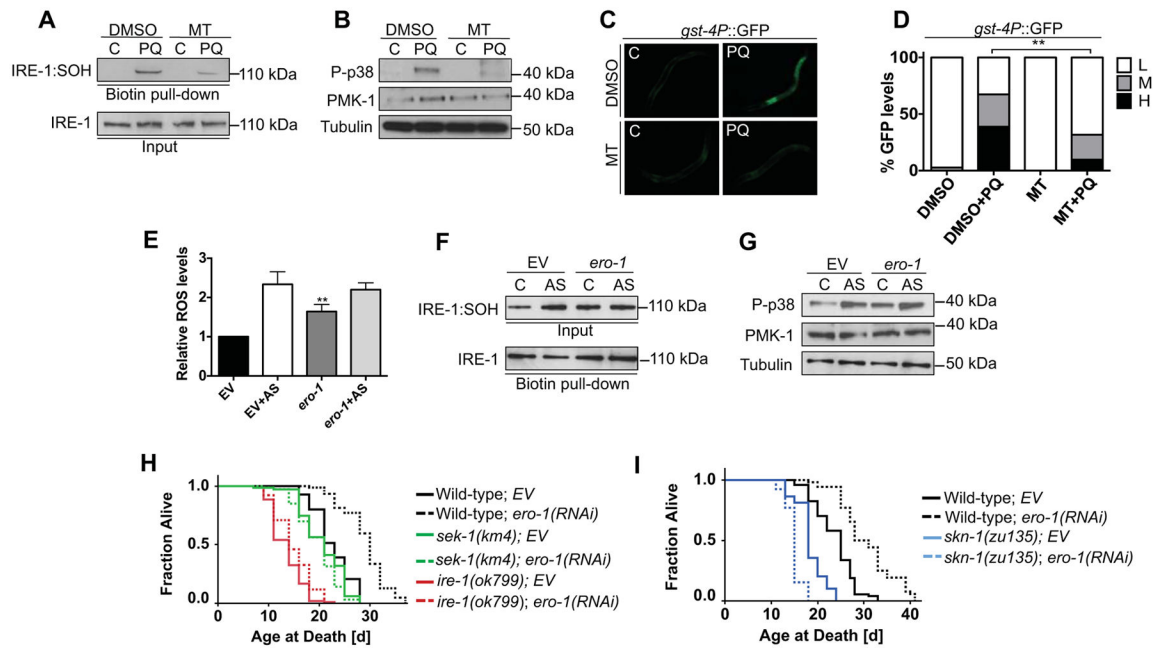 A
DMSO MT
C PQ C PQ
IRE-1:SOH
110 kDa
Biotin pull-down
IRE-1
110 kDa
Input
B
DMSO MT
C PQ C PQ
P-p38
40 kDa
PMK-1
40 kDa
Tubulin
50 kDa
C
gst-4P::GFP
C PQ
DMSO
C PQ
MT
D
gst-4P::GFP
**
L
M
H
% GFP levels
100
50
0
DMSO
DMSO+PQ
MT
MT+PQ
E
Relative ROS levels
3
2
1
0
**
EV
EV+AS
ero-1
ero-1+AS
F
EV ero-1
C AS C AS
IRE-1:SOH
110 kDa
Input
IRE-1
110 kDa
Biotin pull-down
G
EV ero-1
C AS C AS
P-p38
40 kDa
PMK-1
40 kDa
Tubulin
50 kDa
H
Fraction Alive
1.0
0.5
0.0
0 10 20 30
Age at Death [d]
Wild-type; EV
Wild-type; ero-1(RNAi)
sek-1(km4); EV
sek-1(km4); ero-1(RNAi)
ire-1(ok799); EV
ire-1(ok799); ero-1(RNAi)
I
Fraction Alive
1.0
0.5
0.0
0 10 20 30 40
Age at Death [d]
Wild-type; EV
Wild-type; ero-1(RNAi)
skn-1(zu135); EV
skn-1(zu135); ero-1(RNAi)